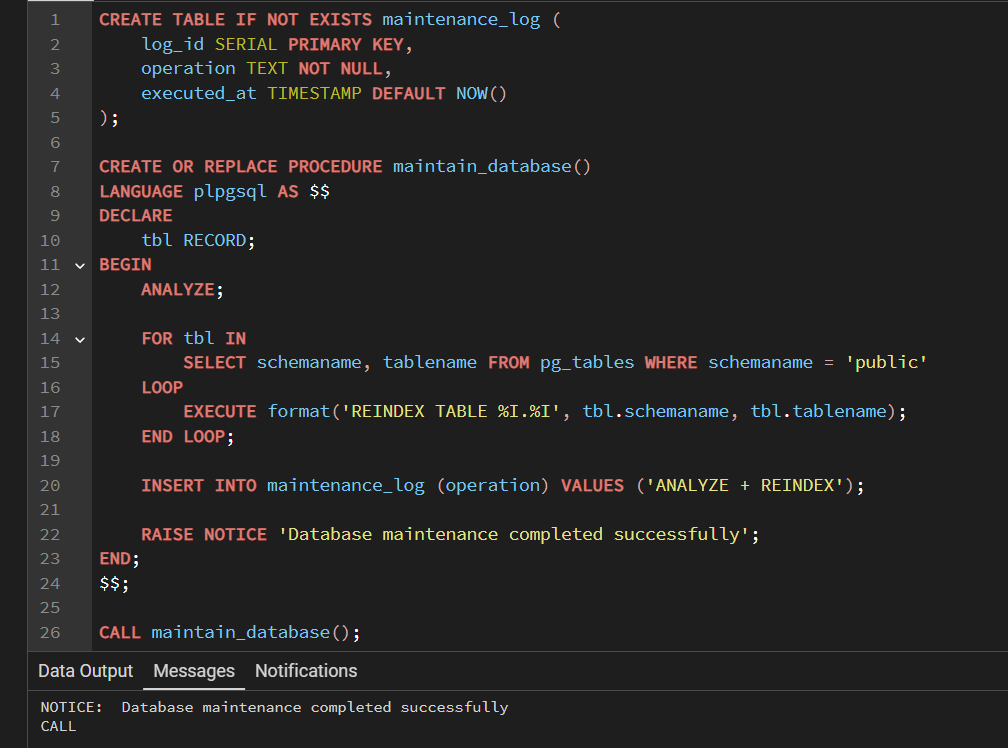 1 CREATE TABLE IF NOT EXISTS maintenance_log (
2     log_id SERIAL PRIMARY KEY,
3     operation TEXT NOT NULL,
4     executed_at TIMESTAMP DEFAULT NOW()
5 );
6
7 CREATE OR REPLACE PROCEDURE maintain_database()
8 LANGUAGE plpgsql AS $$
9 DECLARE
10     tbl RECORD;
11 BEGIN
12     ANALYZE;
13
14     FOR tbl IN
15         SELECT schemaname, tablename FROM pg_tables WHERE schemaname = 'public'
16     LOOP
17         EXECUTE format('REINDEX TABLE %I.%I', tbl.schemaname, tbl.tablename);
18     END LOOP;
19
20     INSERT INTO maintenance_log (operation) VALUES ('ANALYZE + REINDEX');
21
22     RAISE NOTICE 'Database maintenance completed successfully';
23 END;
24 $$;
25
26 CALL maintain_database();
Data Output Messages Notifications
NOTICE:  Database maintenance completed successfully
CALL